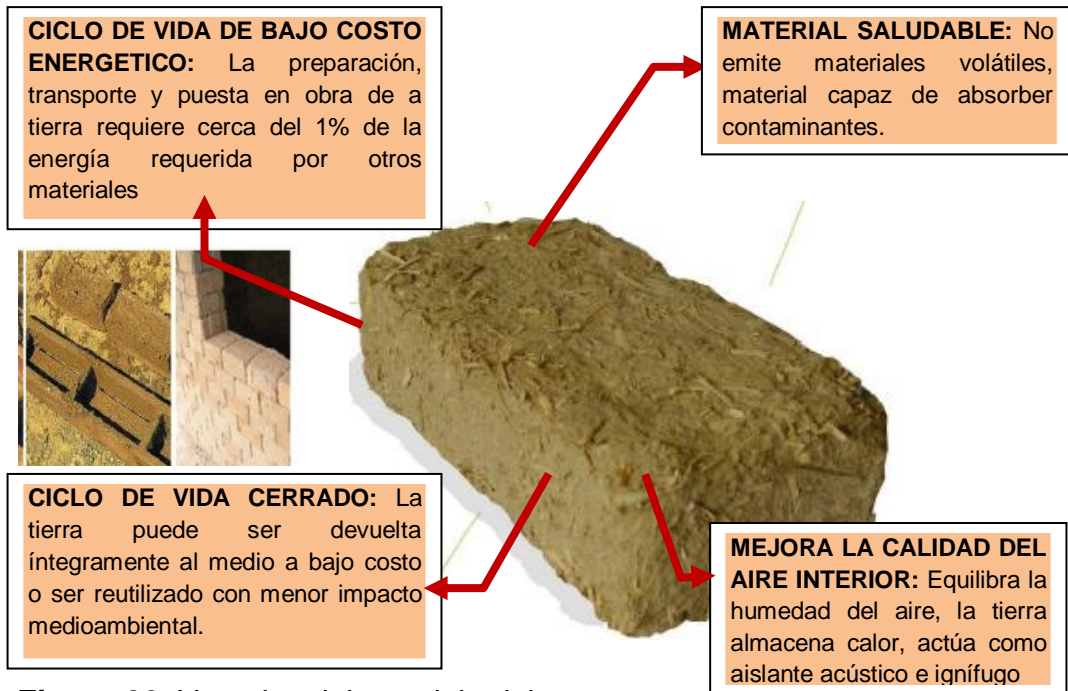 CICLO DE VIDA DE BAJO COSTO
ENERGETICO: La preparación,
transporte y puesta en obra de a
tierra requiere cerca del 1% de la
energía requerida por otros
materiales
MATERIAL SALUDABLE: No
emite materiales volátiles,
material capaz de absorber
contaminantes.
CICLO DE VIDA CERRADO: La
tierra puede ser devuelta
íntegramente al medio a bajo costo
o ser reutilizado con menor impacto
medioambiental.
MEJORA LA CALIDAD DEL
AIRE INTERIOR: Equilibra la
humedad del aire, la tierra
almacena calor, actúa como
aislante acústico e ignífugo